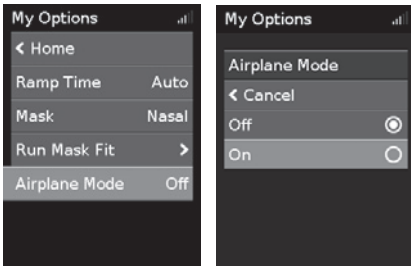 My Options
< Home
Ramp Time Auto
Mask Nasal
Run Mask Fit >
Airplane Mode Off
My Options
Airplane Mode
< Cancel
Off
On